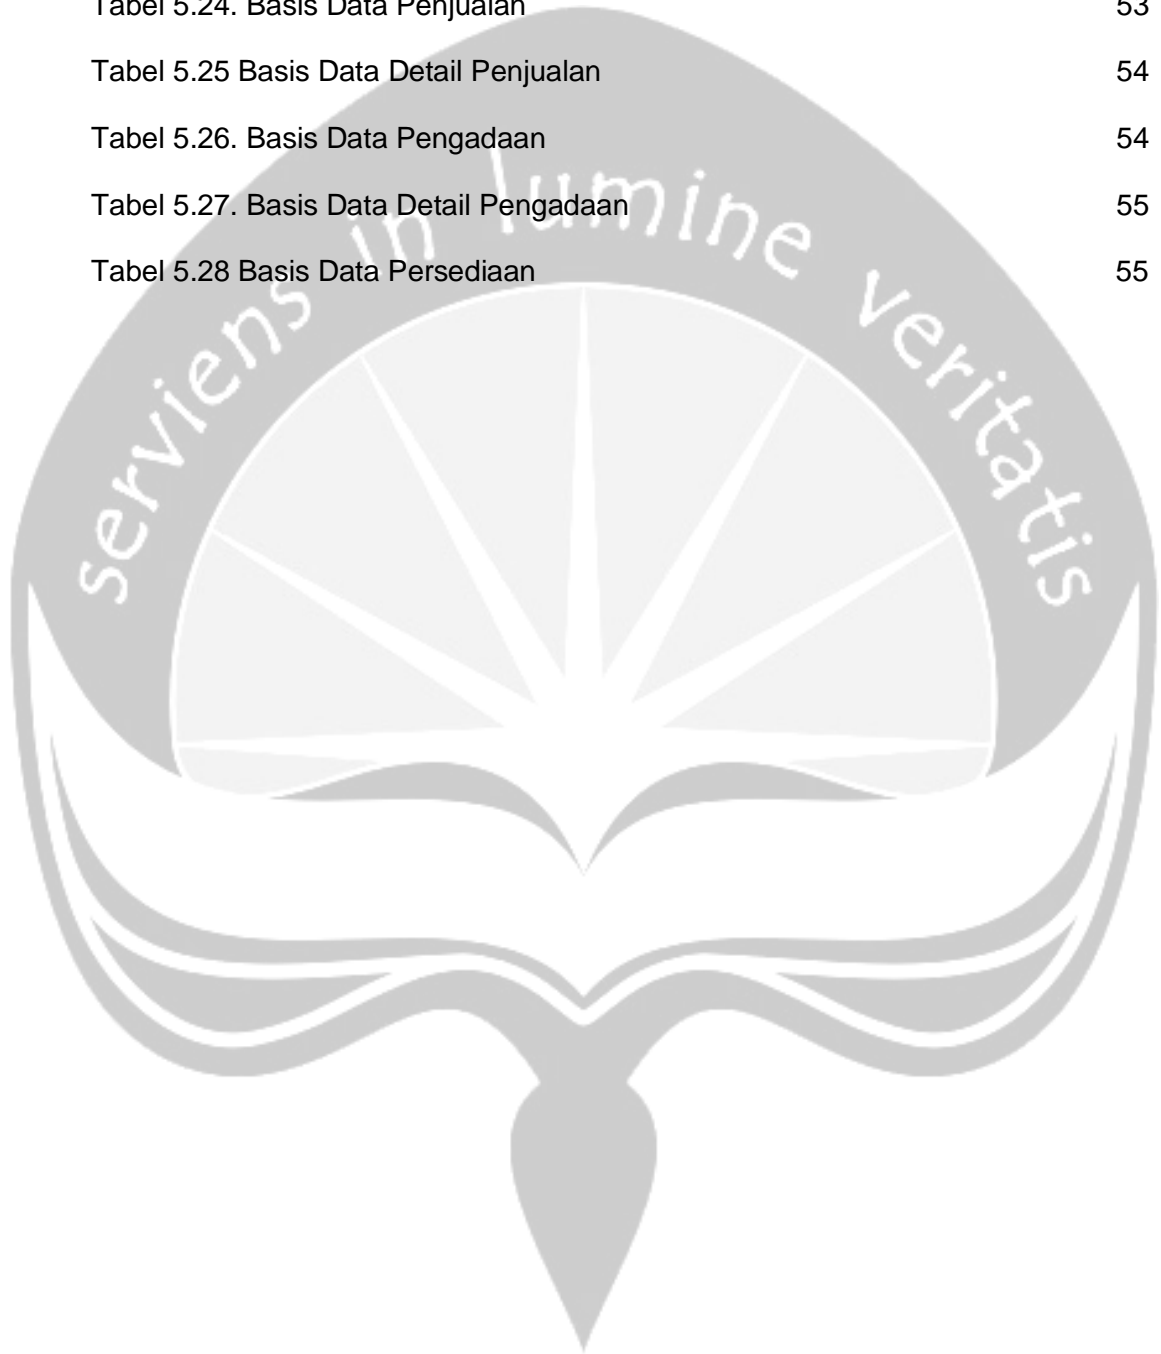 Tabel 5.24. Basis Data Penjualan 53
Tabel 5.25 Basis Data Detail Penjualan 54
Tabel 5.26. Basis Data Pengadaan 54
Tabel 5.27. Basis Data Detail Pengadaan 55
Tabel 5.28 Basis Data Persediaan 55
serviens in lumine veritatis